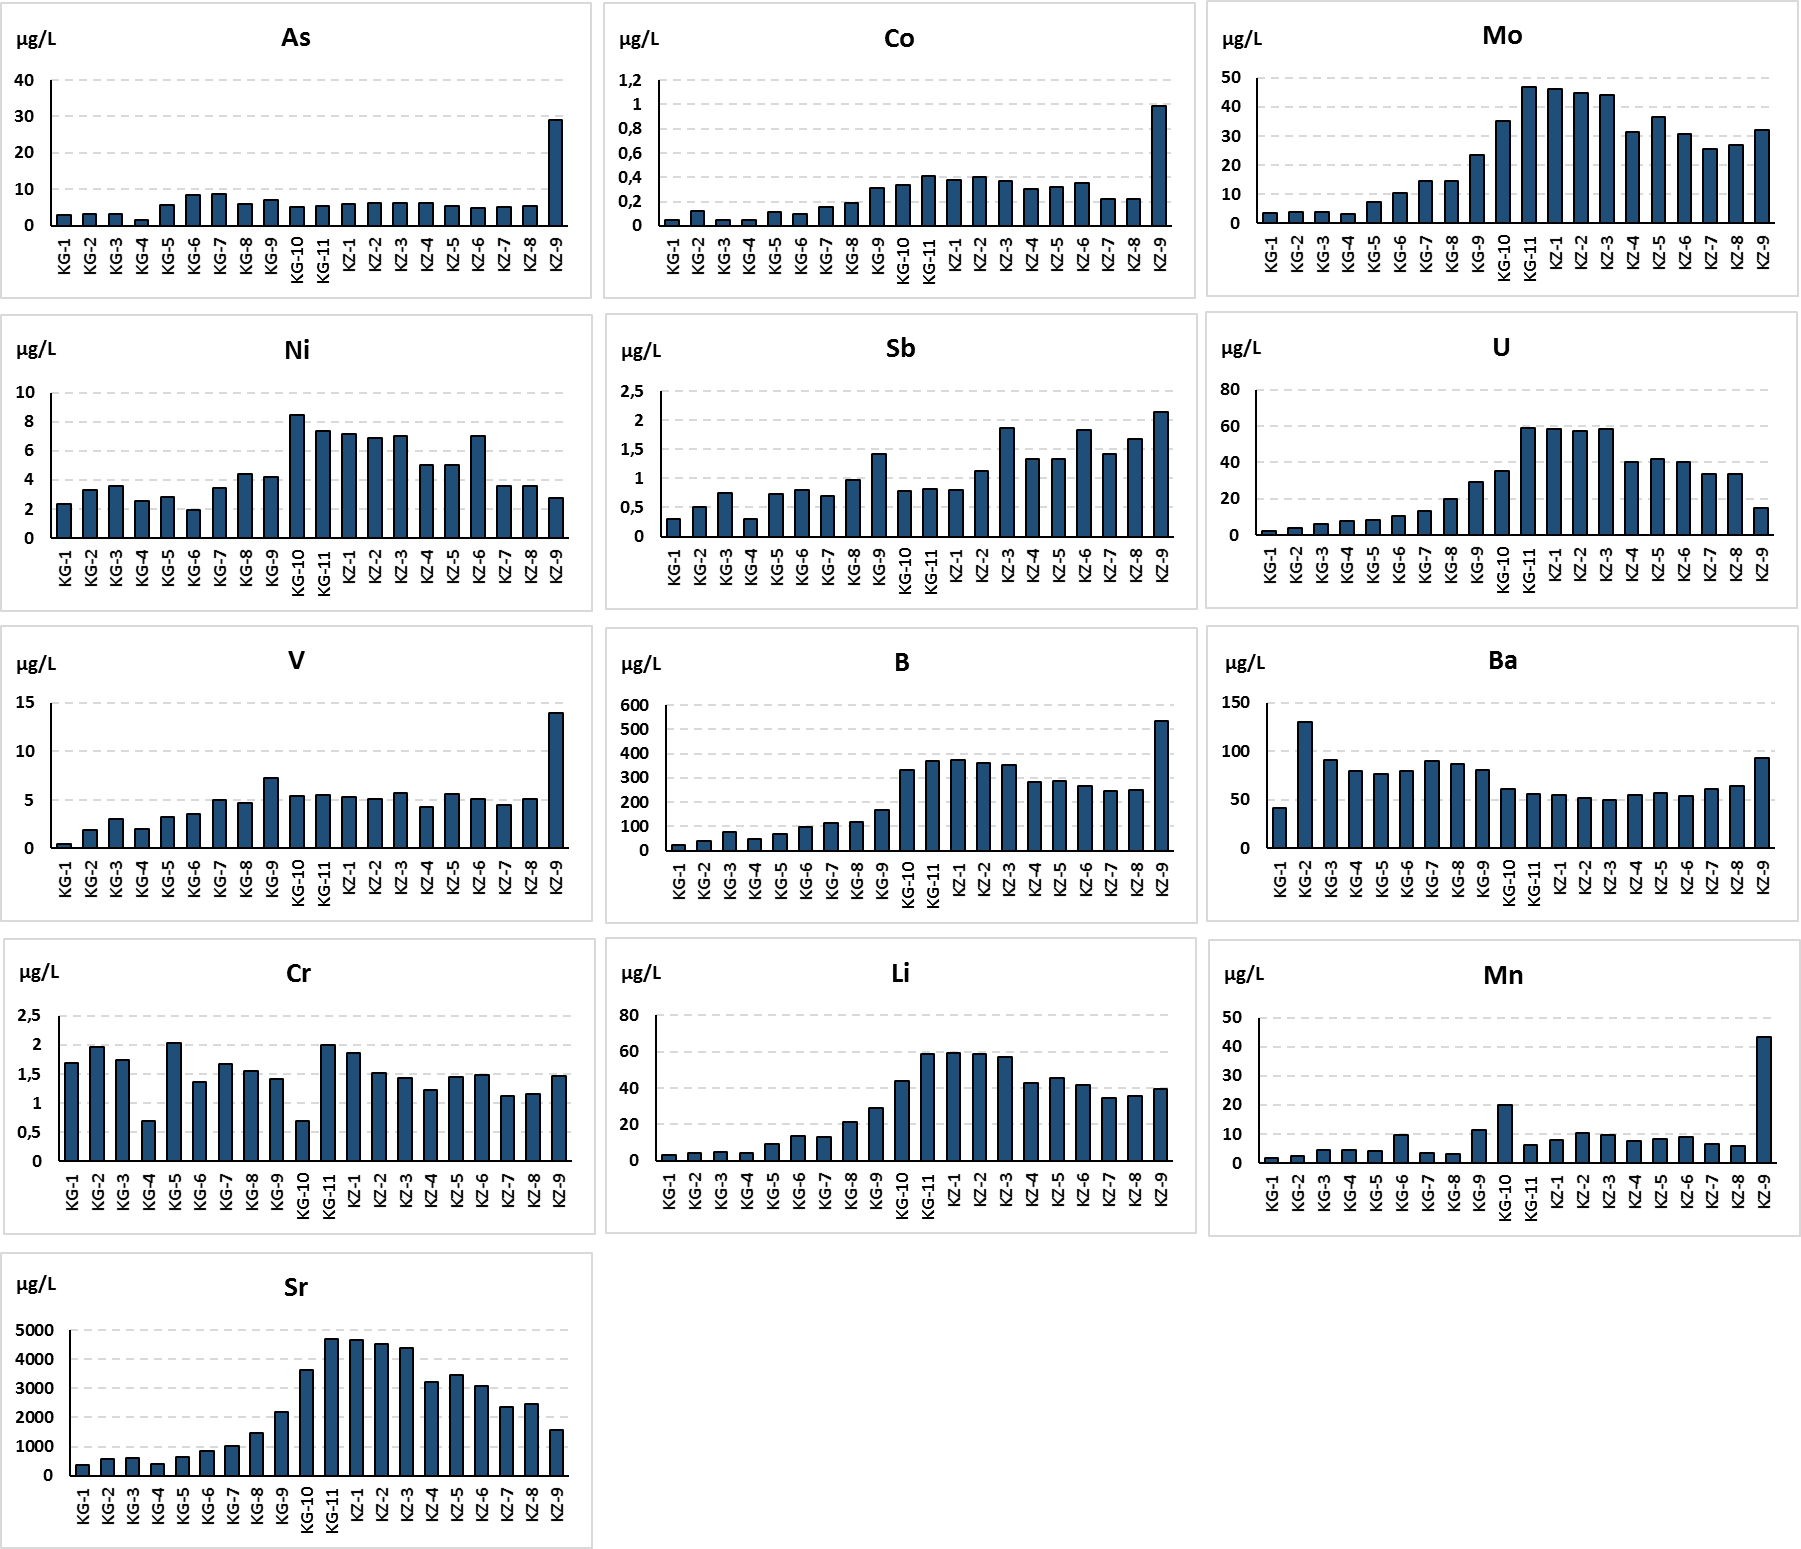 As
µg/L
40
30
20
10
0
KG-1 KG-2 KG-3 KG-4 KG-5 KG-6 KG-7 KG-8 KG-9 KG-10 KG-11 KZ-1 KZ-2 KZ-3 KZ-4 KZ-5 KZ-6 KZ-7 KZ-8 KZ-9
Co
µg/L
1,2
1
0,8
0,6
0,4
0,2
0
KG-1 KG-2 KG-3 KG-4 KG-5 KG-6 KG-7 KG-8 KG-9 KG-10 KG-11 KZ-1 KZ-2 KZ-3 KZ-4 KZ-5 KZ-6 KZ-7 KZ-8 KZ-9
Mo
µg/L
50
40
30
20
10
0
KG-1 KG-2 KG-3 KG-4 KG-5 KG-6 KG-7 KG-8 KG-9 KG-10 KG-11 KZ-1 KZ-2 KZ-3 KZ-4 KZ-5 KZ-6 KZ-7 KZ-8 KZ-9
Ni
µg/L
10
8
6
4
2
0
KG-1 KG-2 KG-3 KG-4 KG-5 KG-6 KG-7 KG-8 KG-9 KG-10 KG-11 KZ-1 KZ-2 KZ-3 KZ-4 KZ-5 KZ-6 KZ-7 KZ-8 KZ-9
Sb
µg/L
2,5
2
1,5
1
0,5
0
KG-1 KG-2 KG-3 KG-4 KG-5 KG-6 KG-7 KG-8 KG-9 KG-10 KG-11 KZ-1 KZ-2 KZ-3 KZ-4 KZ-5 KZ-6 KZ-7 KZ-8 KZ-9
U
µg/L
80
60
40
20
0
KG-1 KG-2 KG-3 KG-4 KG-5 KG-6 KG-7 KG-8 KG-9 KG-10 KG-11 KZ-1 KZ-2 KZ-3 KZ-4 KZ-5 KZ-6 KZ-7 KZ-8 KZ-9
V
µg/L
15
10
5
0
KG-1 KG-2 KG-3 KG-4 KG-5 KG-6 KG-7 KG-8 KG-9 KG-10 KG-11 KZ-1 KZ-2 KZ-3 KZ-4 KZ-5 KZ-6 KZ-7 KZ-8 KZ-9
B
µg/L
600
500
400
300
200
100
0
KG-1 KG-2 KG-3 KG-4 KG-5 KG-6 KG-7 KG-8 KG-9 KG-10 KG-11 KZ-1 KZ-2 KZ-3 KZ-4 KZ-5 KZ-6 KZ-7 KZ-8 KZ-9
Ba
µg/L
150
100
50
0
KG-1 KG-2 KG-3 KG-4 KG-5 KG-6 KG-7 KG-8 KG-9 KG-10 KG-11 KZ-1 KZ-2 KZ-3 KZ-4 KZ-5 KZ-6 KZ-7 KZ-8 KZ-9
Cr
µg/L
2,5
2
1,5
1
0,5
0
KG-1 KG-2 KG-3 KG-4 KG-5 KG-6 KG-7 KG-8 KG-9 KG-10 KG-11 KZ-1 KZ-2 KZ-3 KZ-4 KZ-5 KZ-6 KZ-7 KZ-8 KZ-9
Li
µg/L
80
60
40
20
0
KG-1 KG-2 KG-3 KG-4 KG-5 KG-6 KG-7 KG-8 KG-9 KG-10 KG-11 KZ-1 KZ-2 KZ-3 KZ-4 KZ-5 KZ-6 KZ-7 KZ-8 KZ-9
Mn
µg/L
50
40
30
20
10
0
KG-1 KG-2 KG-3 KG-4 KG-5 KG-6 KG-7 KG-8 KG-9 KG-10 KG-11 KZ-1 KZ-2 KZ-3 KZ-4 KZ-5 KZ-6 KZ-7 KZ-8 KZ-9
Sr
µg/L
5000
4000
3000
2000
1000
0
KG-1 KG-2 KG-3 KG-4 KG-5 KG-6 KG-7 KG-8 KG-9 KG-10 KG-11 KZ-1 KZ-2 KZ-3 KZ-4 KZ-5 KZ-6 KZ-7 KZ-8 KZ-9